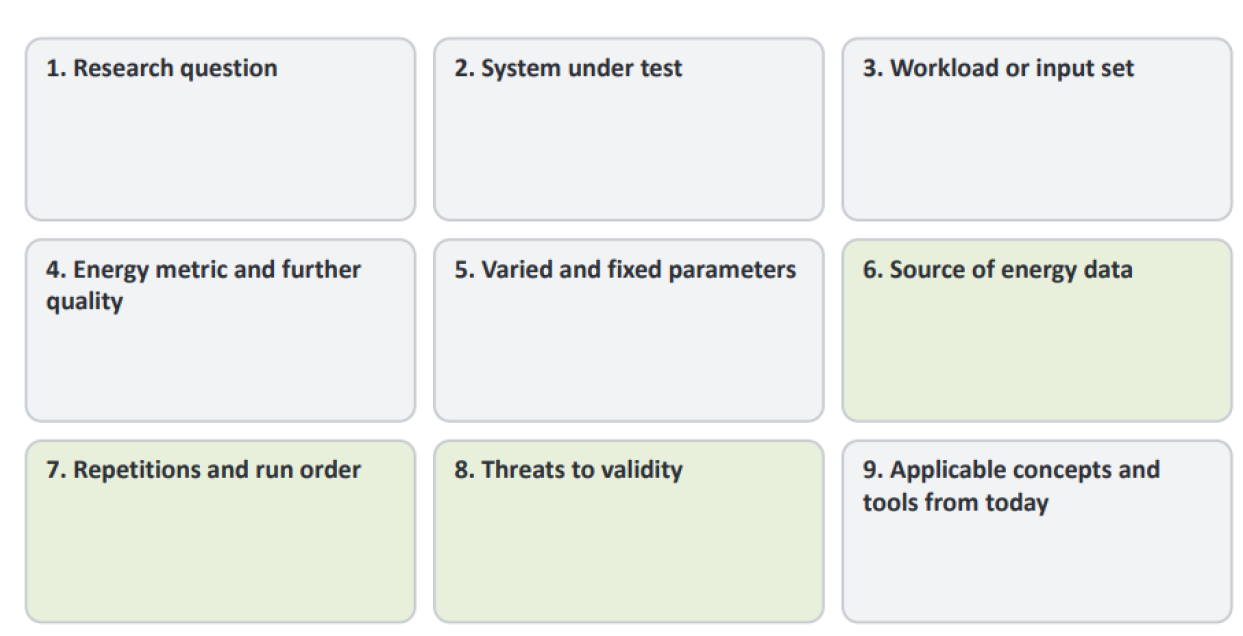 1. Research question
2. System under test
3. Workload or input set
4. Energy metric and further
quality
5. Varied and fixed parameters
6. Source of energy data
7. Repetitions and run order
8. Threats to validity
9. Applicable concepts and
tools from today